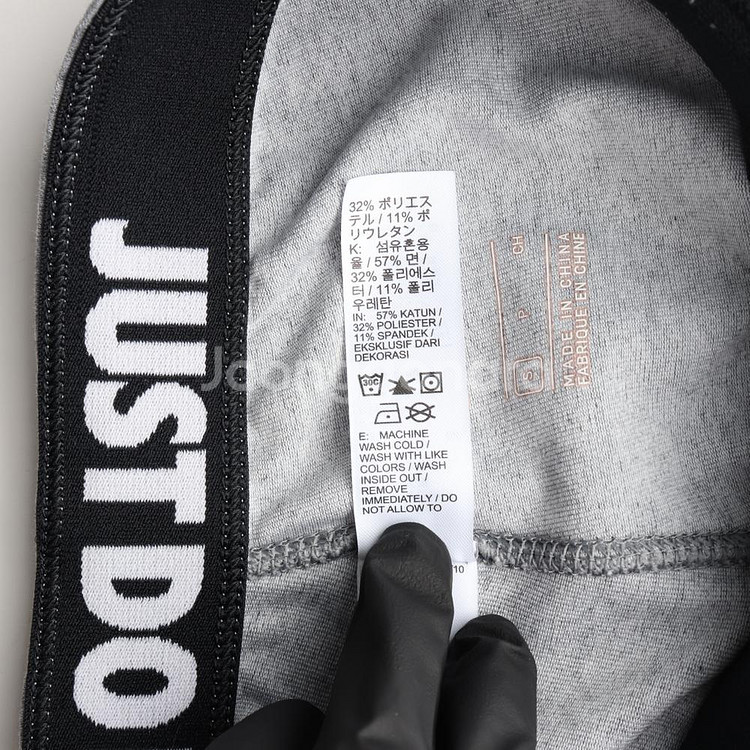 JUST DO
32% ポリエス
テル / 11% ポ
リウレタン
K: 섬유혼용
율 / 57% 면 /
32% 폴리에스
터 / 11% 폴리
우레탄
IN: 57% KATUN /
32% POLIESTER /
11% SPANDEK /
EKSKLUSIF DARI
DEKORASI
30C
E: MACHINE
WASH COLD /
WASH WITH LIKE
COLORS / WASH
INSIDE OUT /
REMOVE
IMMEDIATELY / DO
NOT ALLOW TO
CH
P
MADE IN CHINA
FABRIQUE EN CHINE